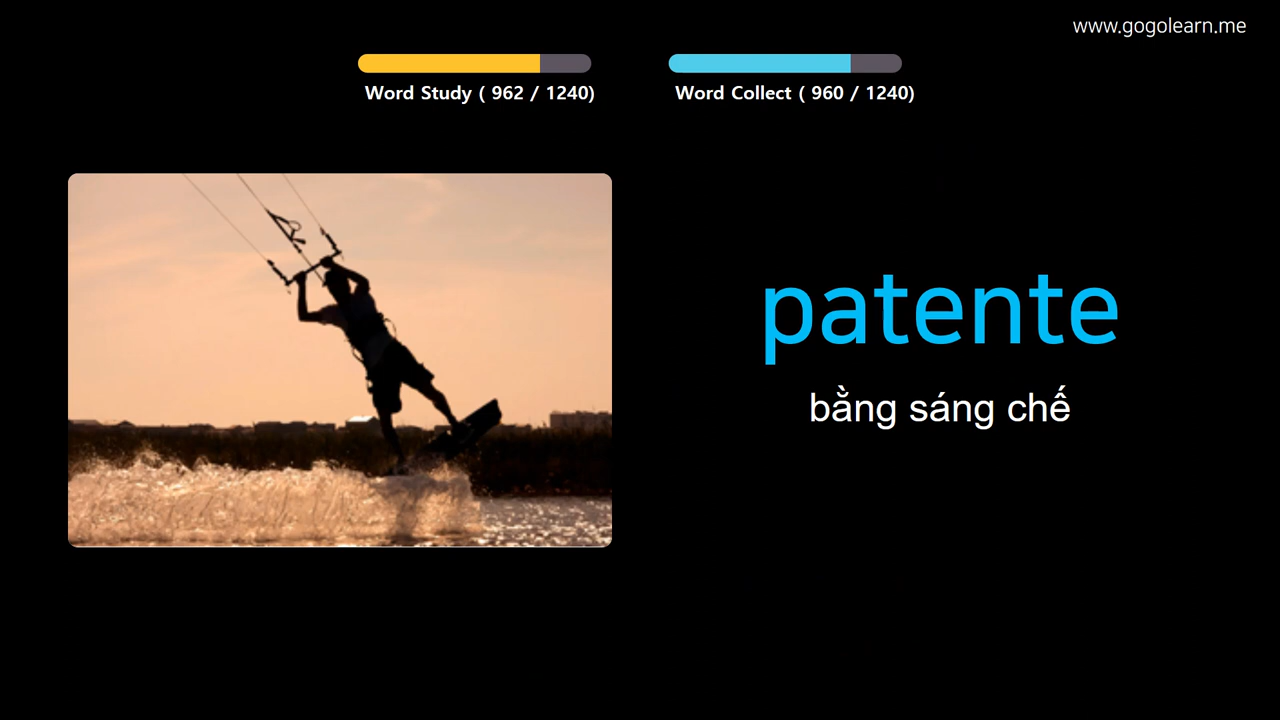 www.gogolearn.me
Word Study ( 962 / 1240)
Word Collect ( 960 / 1240)
patente
bằng sáng chế